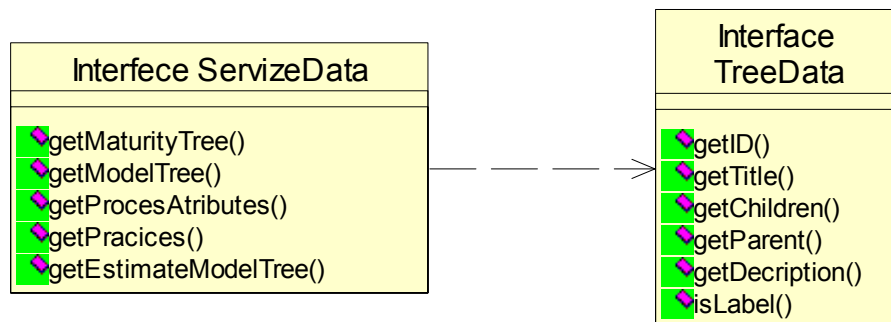 Interfece ServizeData
getMaturityTree()
getModelTree()
getProcesAtributes()
getPracices()
getEstimateModelTree()
Interface
TreeData
getID()
getTitle()
getChildren()
getParent()
getDecription()
isLabel()